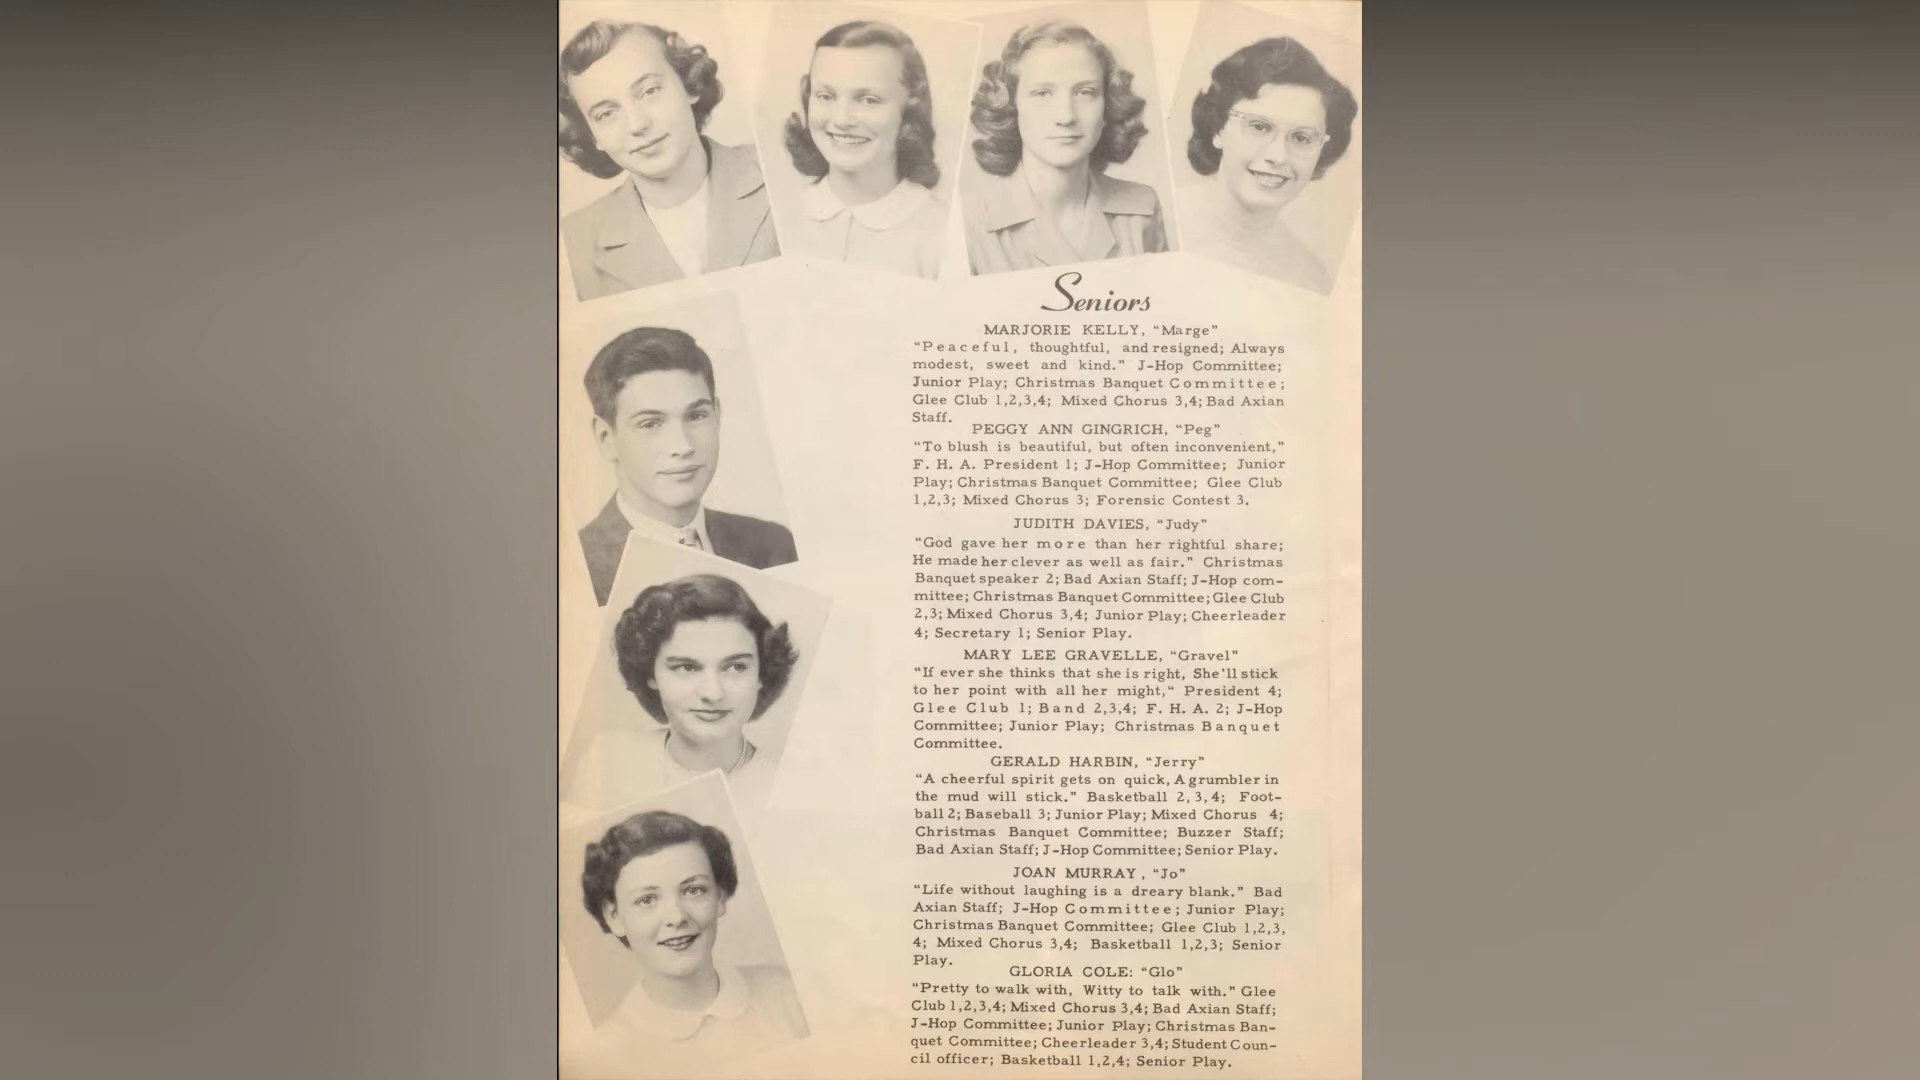 Seniors
MARJORIE KELLY, "Marge"
"Peaceful, thoughtful, and resigned; Always
modest, sweet and kind." J-Hop Committee;
Junior Play; Christmas Banquet Committee;
Glee Club 1,2,3,4; Mixed Chorus 3,4; Bad Axian
Staff.
PEGGY ANN GINGRICH, "Peg"
"To blush is beautiful, but often inconvenient,"
F. H. A. President 1; J-Hop Committee; Junior
Play; Christmas Banquet Committee; Glee Club
1,2,3; Mixed Chorus 3; Forensic Contest 3.
JUDITH DAVIES, "Judy"
"God gave her more than her rightful share;
He made her clever as well as fair." Christmas
Banquet speaker 2; Bad Axian Staff; J-Hop com-
mittee; Christmas Banquet Committee; Glee Club
2,3; Mixed Chorus 3,4; Junior Play; Cheerleader
4; Secretary 1; Senior Play.
MARY LEE GRAVELLE, "Gravel"
"If ever she thinks that she is right, She'll stick
to her point with all her might," President 4;
Glee Club 1; Band 2,3,4; F. H. A. 2; J-Hop
Committee; Junior Play; Christmas Banquet
Committee.
GERALD HARBIN, "Jerry"
"A cheerful spirit gets on quick, A grumbler in
the mud will stick." Basketball 2, 3, 4; Foot-
ball 2; Baseball 3; Junior Play; Mixed Chorus 4;
Christmas Banquet Committee; Buzzer Staff;
Bad Axian Staff; J-Hop Committee; Senior Play.
JOAN MURRAY, "Jo"
"Life without laughing is a dreary blank." Bad
Axian Staff; J-Hop Committee; Junior Play;
Christmas Banquet Committee; Glee Club 1,2,3,
4; Mixed Chorus 3,4; Basketball 1,2,3; Senior
Play.
GLORIA COLE: "Glo"
"Pretty to walk with, Witty to talk with." Glee
Club 1,2,3,4; Mixed Chorus 3,4; Bad Axian Staff;
J-Hop Committee; Junior Play; Christmas Ban-
quet Committee; Cheerleader 3,4; Student Coun-
cil officer; Basketball 1,2,4; Senior Play.